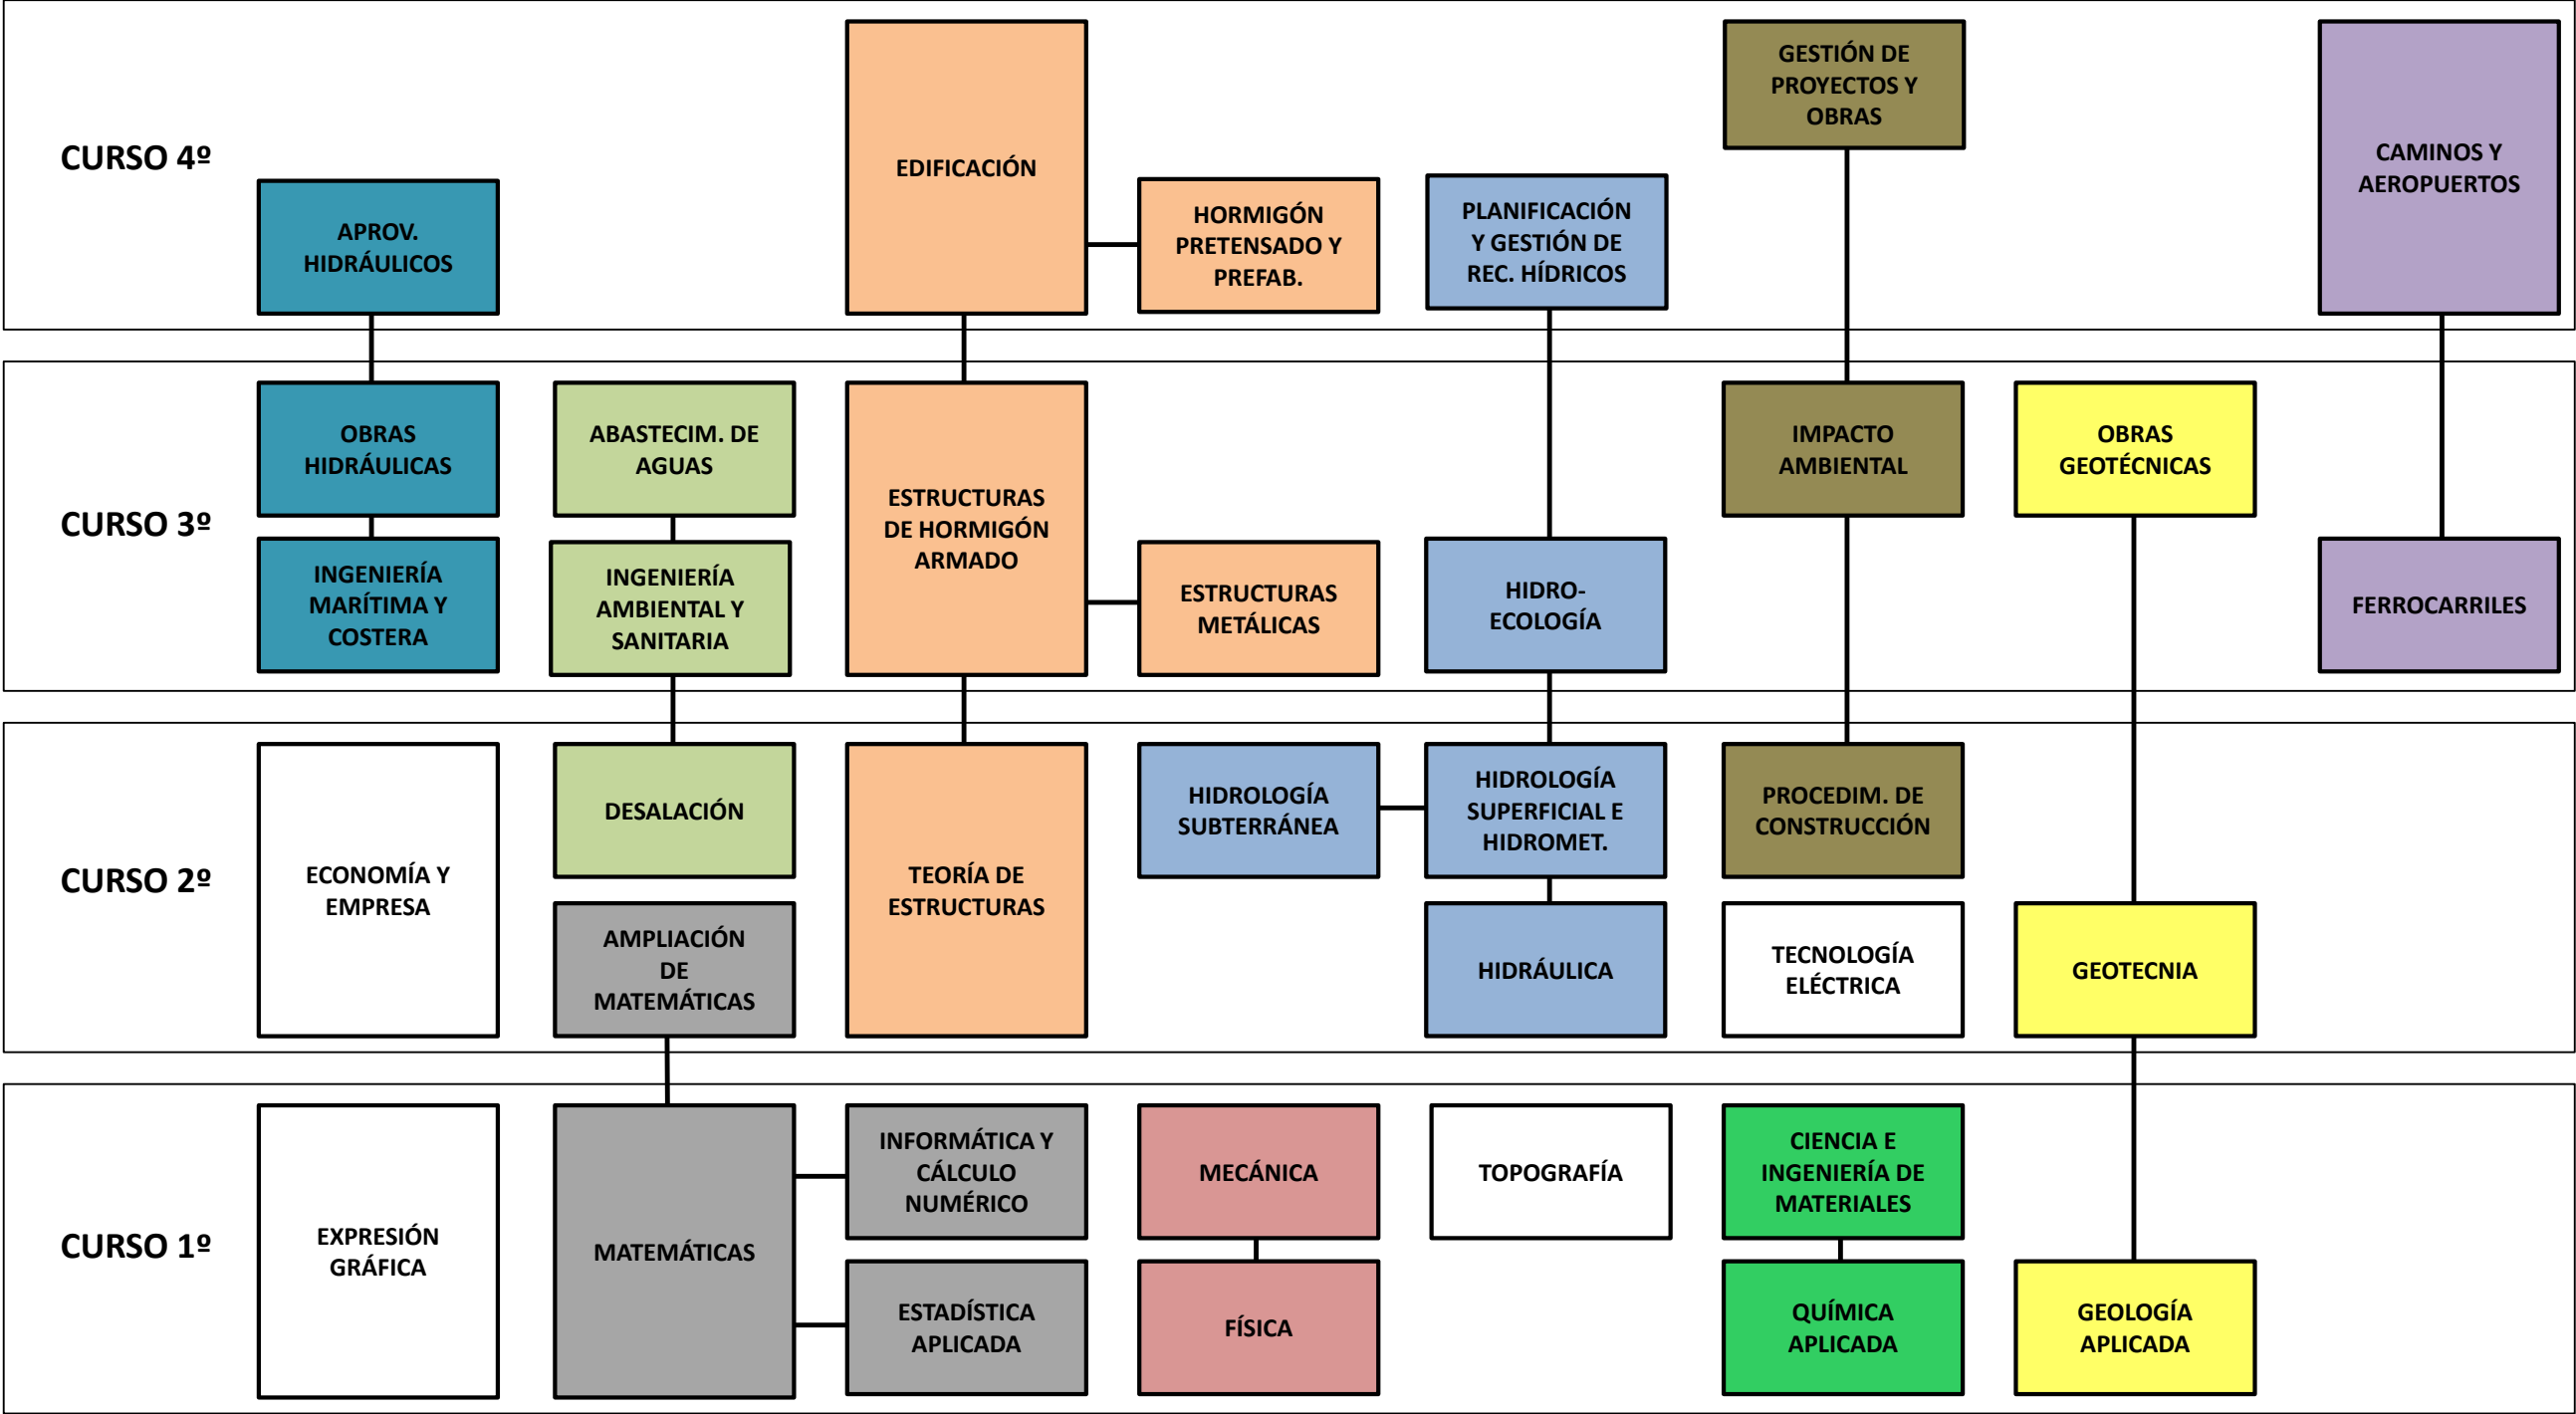 CURSO 4º
APROV.
HIDRÁULICOS
EDIFICACIÓN
HORMIGÓN
PRETENSADO Y
PREFAB.
PLANIFICACIÓN
Y GESTIÓN DE
REC. HÍDRICOS
GESTIÓN DE
PROYECTOS Y
OBRAS
CAMINOS Y
AEROPUERTOS
CURSO 3º
OBRAS
HIDRÁULICAS
INGENIERÍA
MARÍTIMA Y
COSTERA
ABASTECIM. DE
AGUAS
INGENIERÍA
AMBIENTAL Y
SANITARIA
ESTRUCTURAS
DE HORMIGÓN
ARMADO
ESTRUCTURAS
METÁLICAS
HIDRO-
ECOLOGÍA
IMPACTO
AMBIENTAL
OBRAS
GEOTÉCNICAS
FERROCARRILES
CURSO 2º
ECONOMÍA Y
EMPRESA
DESALACIÓN
AMPLIACIÓN
DE
MATEMÁTICAS
TEORÍA DE
ESTRUCTURAS
HIDROLOGÍA
SUBTERRÁNEA
HIDROLOGÍA
SUPERFICIAL E
HIDROMET.
HIDRÁULICA
PROCEDIM. DE
CONSTRUCCIÓN
TECNOLOGÍA
ELÉCTRICA
GEOTECNIA
CURSO 1º
EXPRESIÓN
GRÁFICA
MATEMÁTICAS
INFORMÁTICA Y
CÁLCULO
NUMÉRICO
ESTADÍSTICA
APLICADA
MECÁNICA
FÍSICA
TOPOGRAFÍA
CIENCIA E
INGENIERÍA DE
MATERIALES
QUÍMICA
APLICADA
GEOLOGÍA
APLICADA